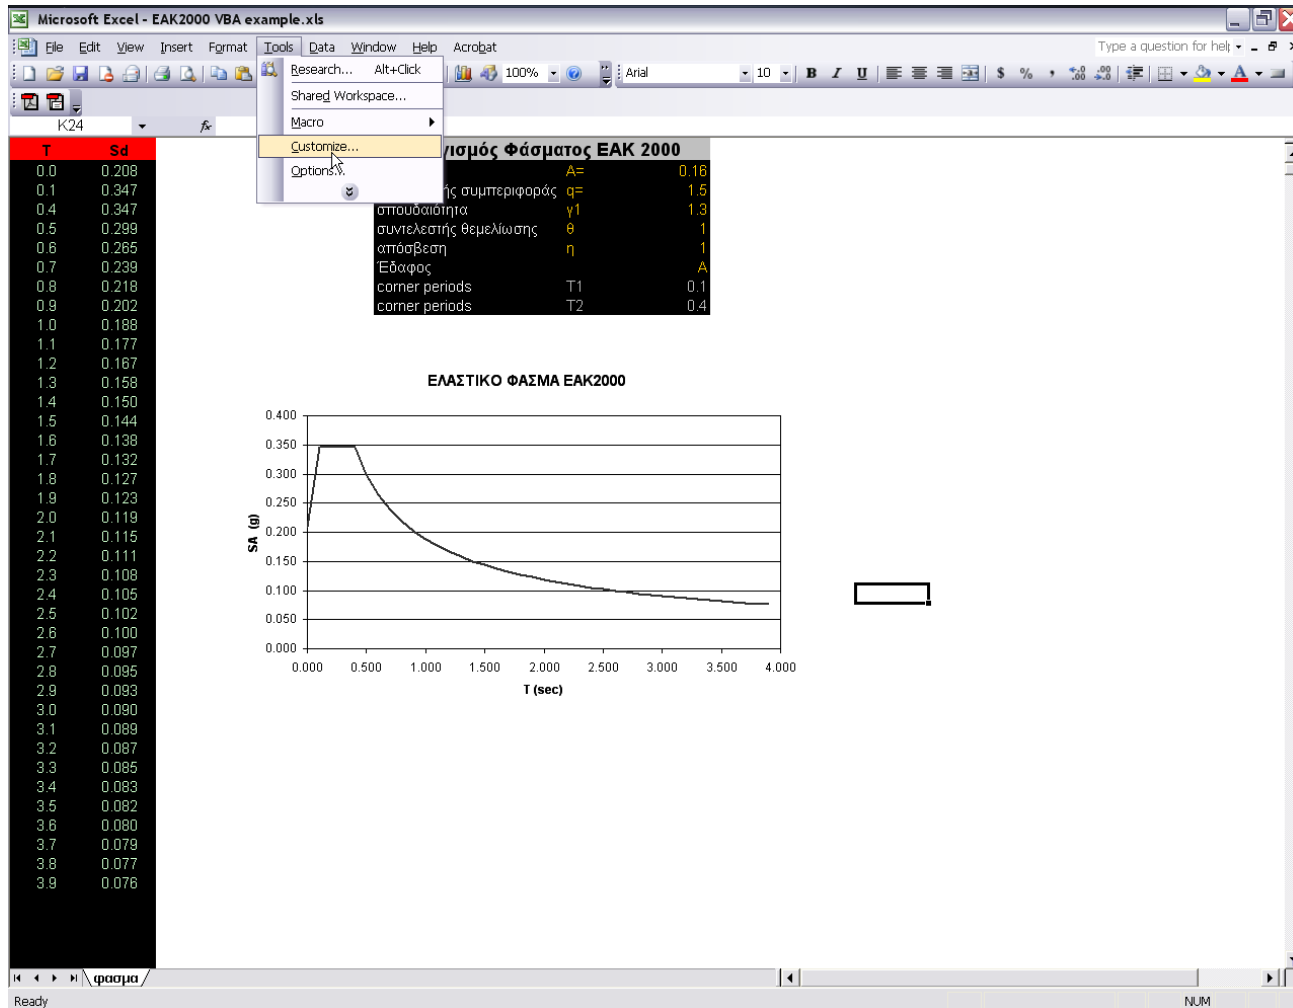 Microsoft Excel - EAK2000 VBA example.xls
File Edit View Insert Format Tools Data Window Help Acrobat
Type a question for help
100%
Arial
10
B I U
$ % ,
Research... Alt+Click
Shared Workspace...
Macro
Customize...
Options...
K24
fx
T Sd
0.0 0.208
0.1 0.347
0.4 0.347
0.5 0.299
0.6 0.265
0.7 0.239
0.8 0.218
0.9 0.202
1.0 0.188
1.1 0.177
1.2 0.167
1.3 0.158
1.4 0.150
1.5 0.144
1.6 0.138
1.7 0.132
1.8 0.127
1.9 0.123
2.0 0.119
2.1 0.115
2.2 0.111
2.3 0.108
2.4 0.105
2.5 0.102
2.6 0.100
2.7 0.097
2.8 0.095
2.9 0.093
3.0 0.090
3.1 0.089
3.2 0.087
3.3 0.085
3.4 0.083
3.5 0.082
3.6 0.080
3.7 0.079
3.8 0.077
3.9 0.076
Φάσματος ΕΑΚ 2000
A= 0.16
συμπεριφοράς q= 1.5
σπουδαιότητα γ1 1.3
συντελεστής θεμελίωσης θ 1
απόσβεση η 1
Έδαφος A
corner periods T1 0.1
corner periods T2 0.4
ΕΛΑΣΤΙΚΟ ΦΑΣΜΑ ΕΑΚ2000
0.400
0.350
0.300
0.250
0.200
0.150
0.100
0.050
0.000
SA (g)
0.000 0.500 1.000 1.500 2.000 2.500 3.000 3.500 4.000
T (sec)
φασμα
Ready
NUM